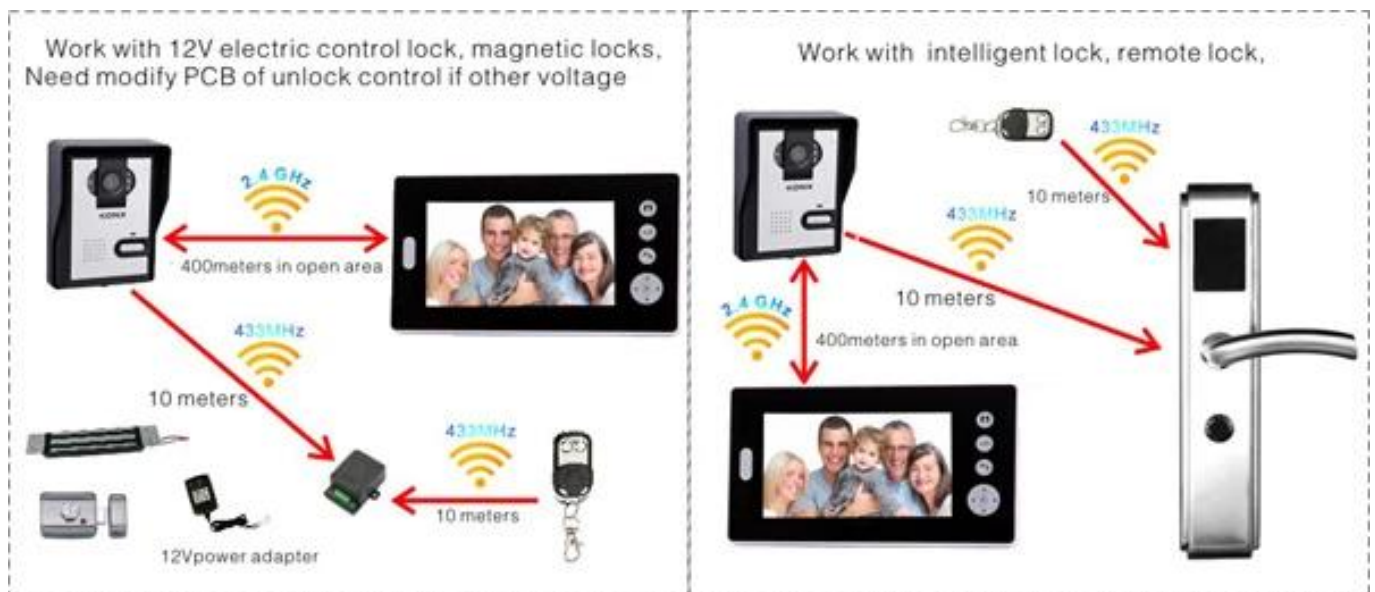 Work with 12V electric control lock, magnetic locks,
Need modify PCB of unlock control if other voltage
2.4 GHz
KONX
400meters in open area
433MHz
10 meters
433MHz
10 meters
12Vpower adapter
Work with intelligent lock, remote lock,
433MHz
10 meters
KONX
433MHz
10 meters
2.4 GHz
400meters in open area